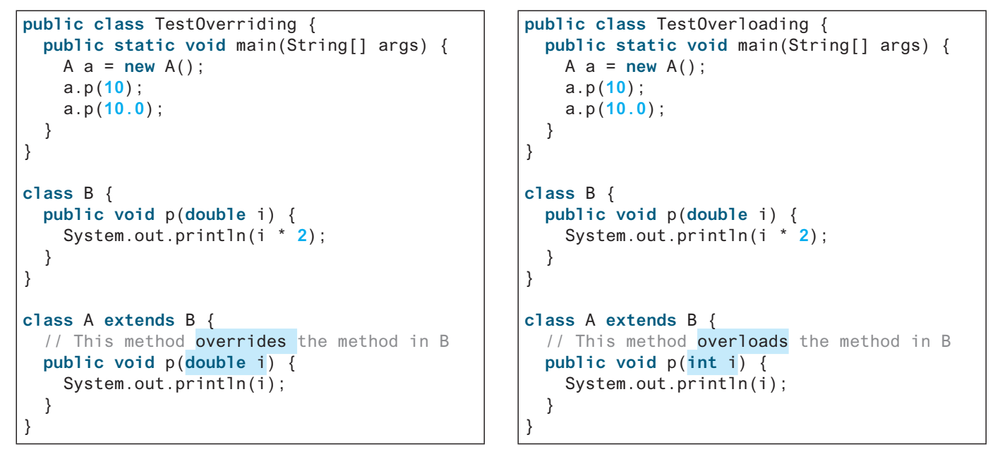 public class TestOverriding {
  public static void main(String[] args) {
    A a = new A();
    a.p(10);
    a.p(10.0);
  }
}

class B {
  public void p(double i) {
    System.out.println(i * 2);
  }
}

class A extends B {
  // This method overrides the method in B
  public void p(double i) {
    System.out.println(i);
  }
}

public class TestOverloading {
  public static void main(String[] args) {
    A a = new A();
    a.p(10);
    a.p(10.0);
  }
}

class B {
  public void p(double i) {
    System.out.println(i * 2);
  }
}

class A extends B {
  // This method overloads the method in B
  public void p(int i) {
    System.out.println(i);
  }
}